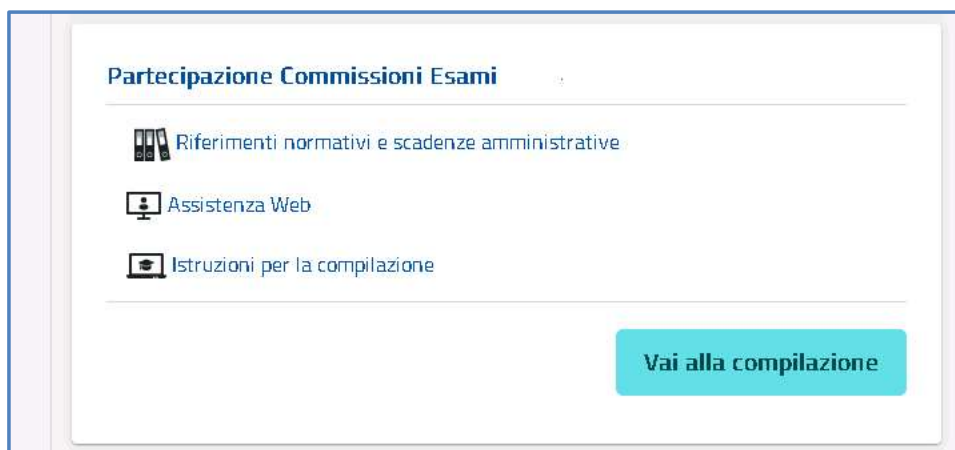 Partecipazione Commissioni Esami
Riferimenti normativi e scadenze amministrative
Assistenza Web
Istruzioni per la compilazione
Vai alla compilazione